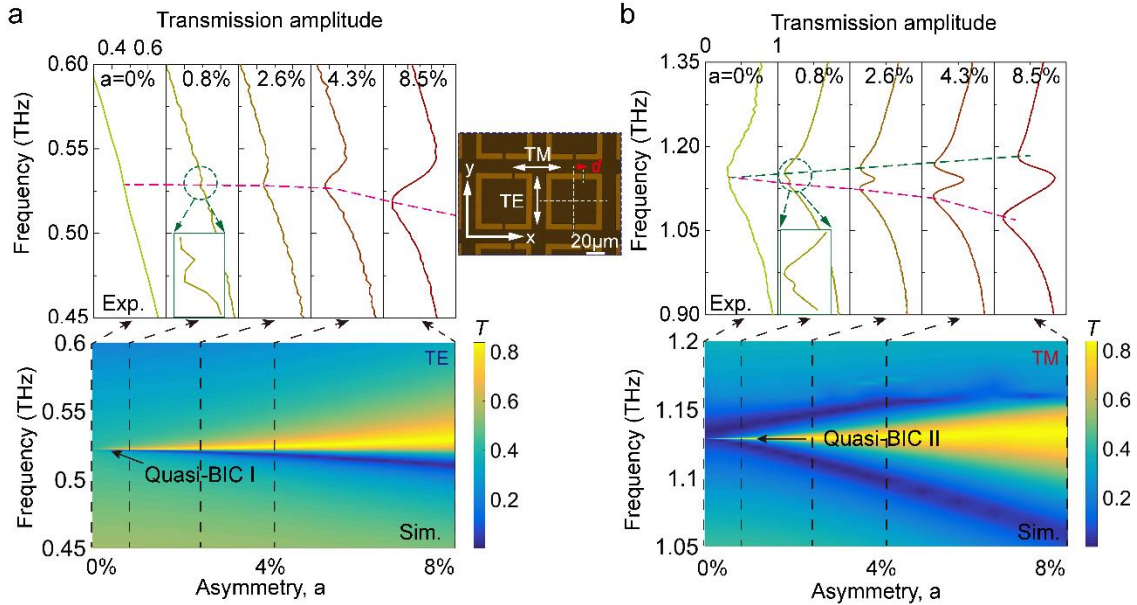 a
Transmission amplitude
0.4 0.6
a=0% 0.8% 2.6% 4.3% 8.5%
0.60
0.55
0.50
0.45
Frequency (THz)
Exp.
TM
d
y
TE
x
20μm
b
Transmission amplitude
0 1
a=0% 0.8% 2.6% 4.3% 8.5%
1.35
1.20
1.05
0.90
Frequency (THz)
Exp.
0.6
0.55
0.5
0.45
Frequency (THz)
TE
Quasi-BIC I
Sim.
T
0.8
0.6
0.4
0.2
0% 4% 8%
Asymmetry, a
1.2
1.15
1.1
1.05
Frequency (THz)
TM
Quasi-BIC II
Sim.
T
0.8
0.6
0.4
0.2
0% 4% 8%
Asymmetry, a